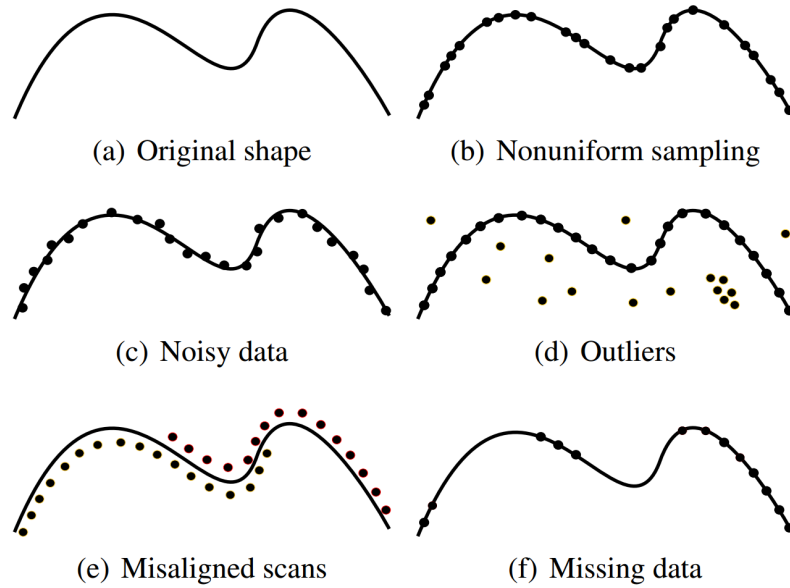 (a) Original shape
(b) Nonuniform sampling
(c) Noisy data
(d) Outliers
(e) Misaligned scans
(f) Missing data